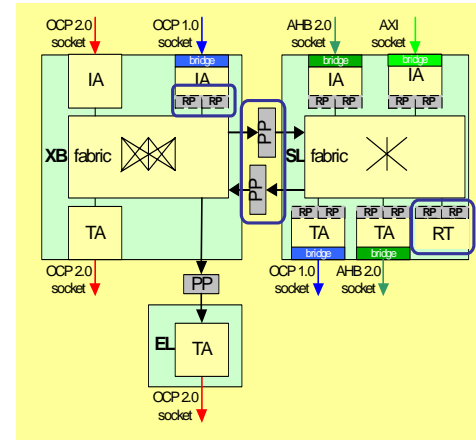 OCP 2.0 OCP 1.0 AHB 2.0 AXI
socket socket socket socket
bridge bridge bridge
IA IA IA IA
RP RP RP RP RP RP
PP
XB fabric SL fabric
PP
RP RP RP RP RP RP
TA TA TA RT
bridge bridge
OCP 2.0 OCP 1.0 AHB 2.0
socket socket socket
PP
EL TA
OCP 2.0
socket